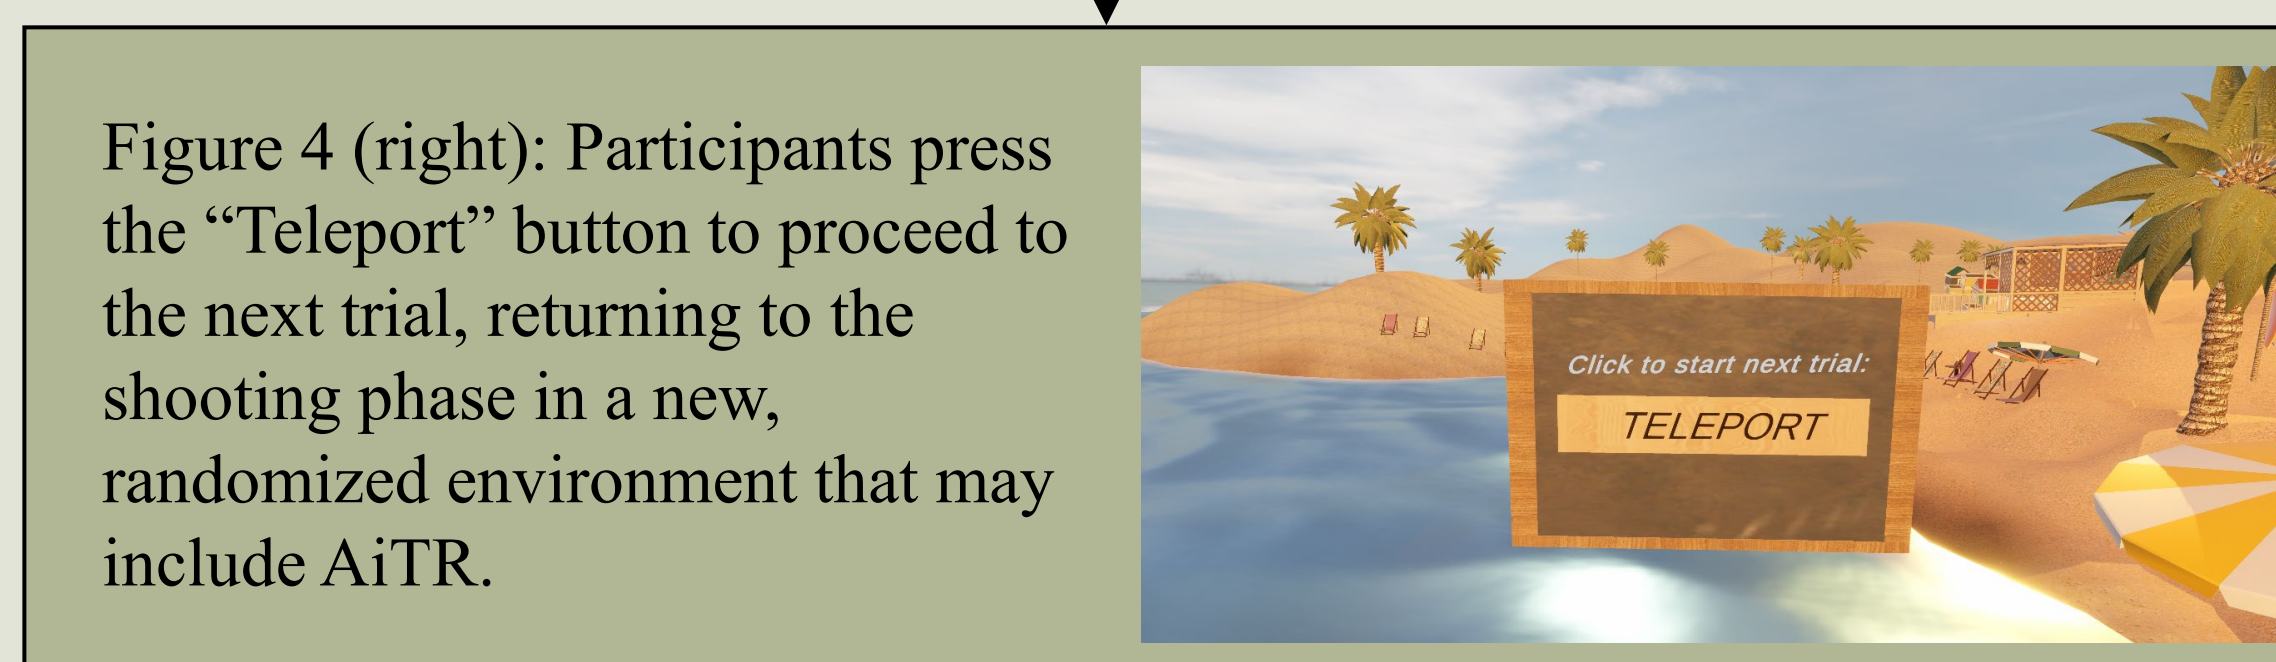 Figure 4 (right): Participants press
the “Teleport” button to proceed to
the next trial, returning to the
shooting phase in a new,
randomized environment that may
include AiTR.
Click to start next trial:
TELEPORT